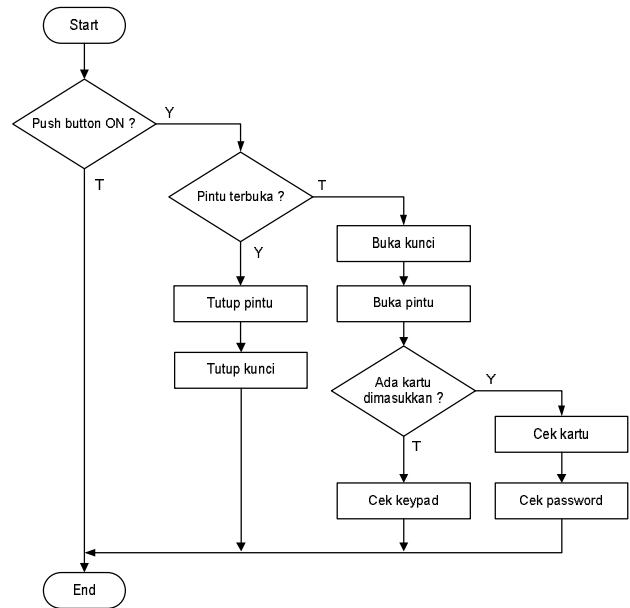 Start
Push button ON ?
Y
T
Pintu terbuka ?
T
Y
Buka kunci
Tutup pintu
Buka pintu
Tutup kunci
Ada kartu
dimasukkan ?
Y
T
Cek kartu
Cek keypad
Cek password
End